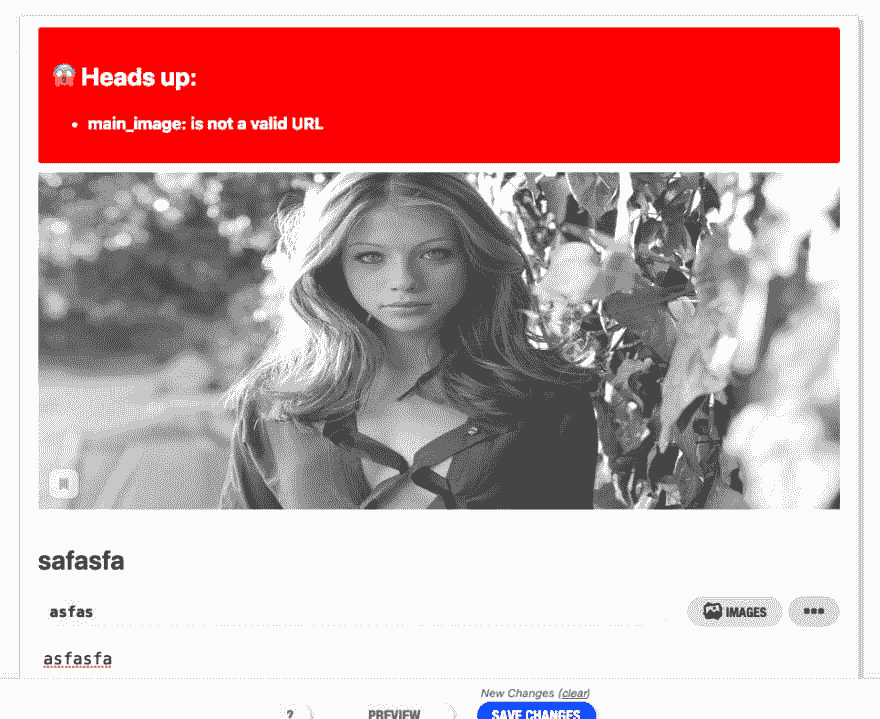 😱 Heads up:
• main_image: is not a valid URL
safasfa
asfas
IMAGES
•••
asfasfa
New Changes (clear)
?
PREVIEW
SAVE CHANGES